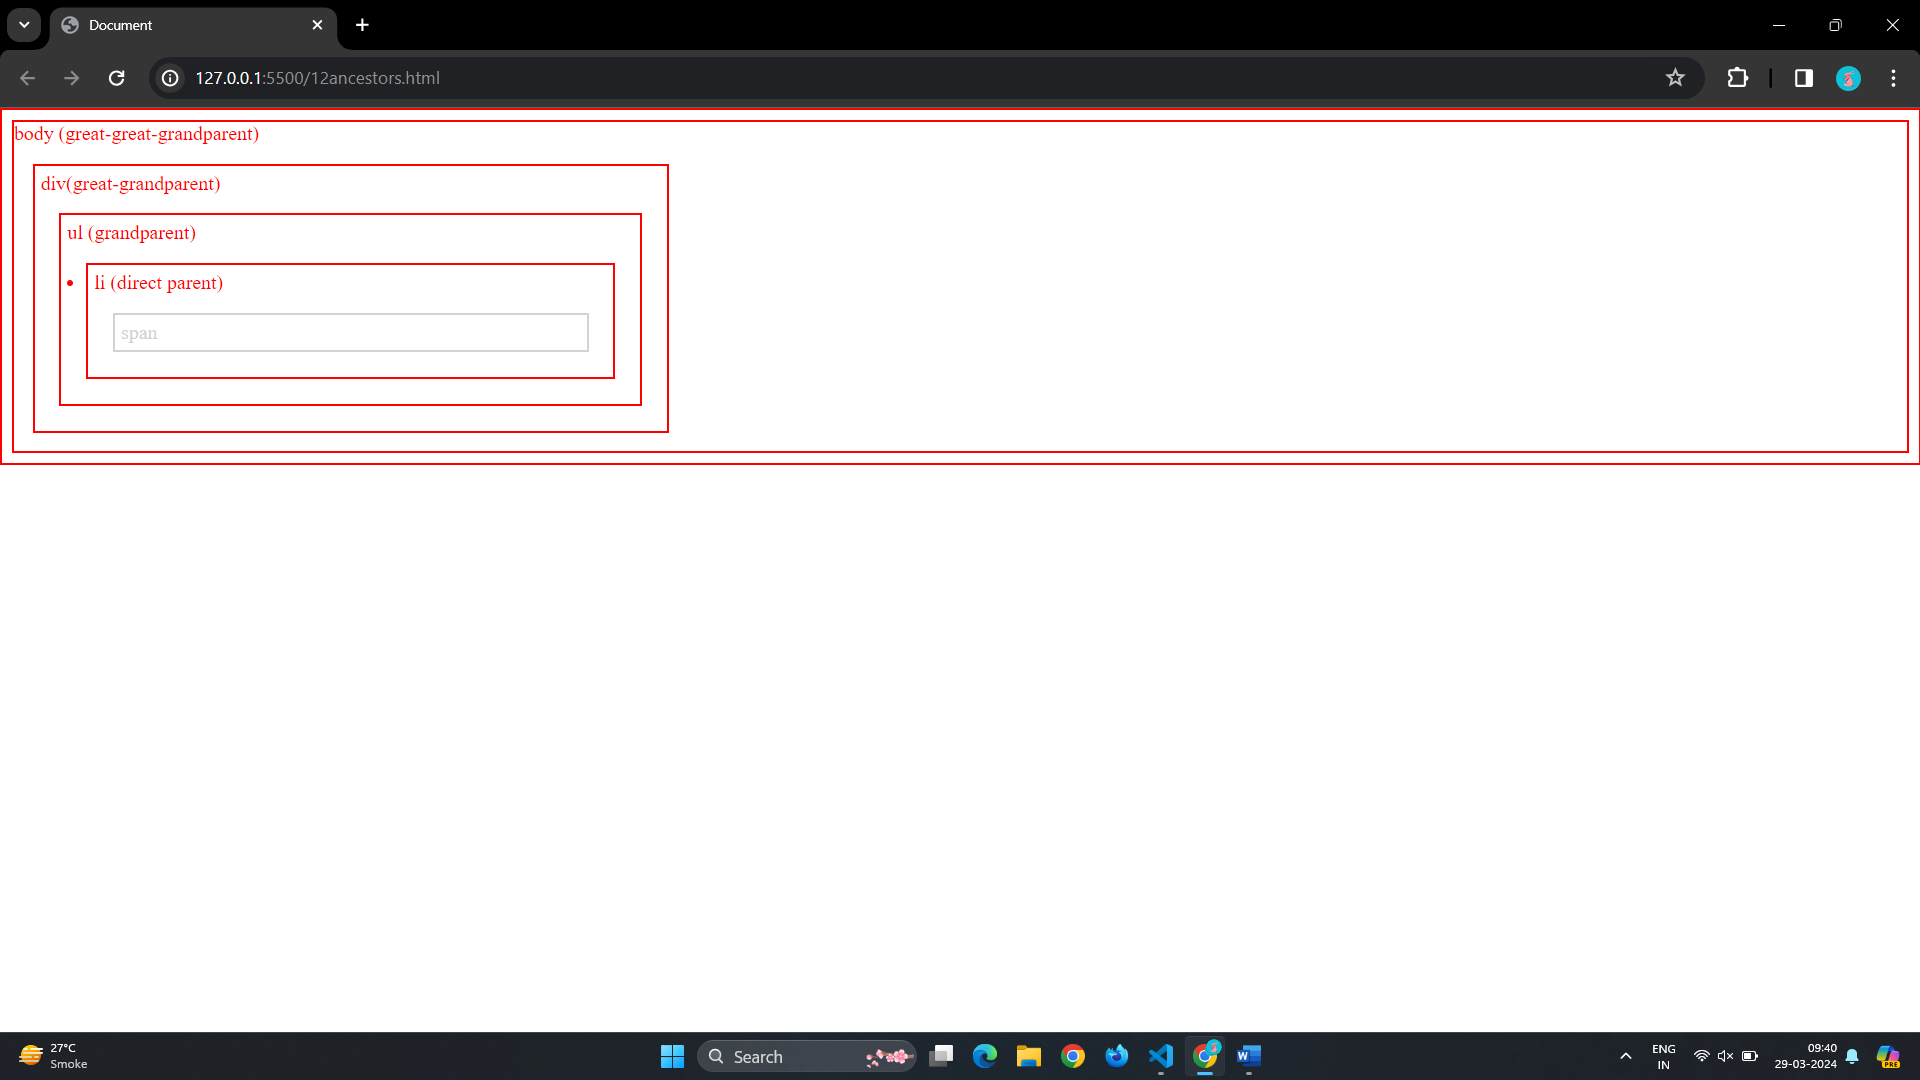 Document
127.0.0.1:5500/12ancestors.html
body (great-great-grandparent)
div(great-grandparent)
ul (grandparent)
li (direct parent)
span
27°C
Smoke
Search
W
ENG
IN
09:40
29-03-2024
PRE